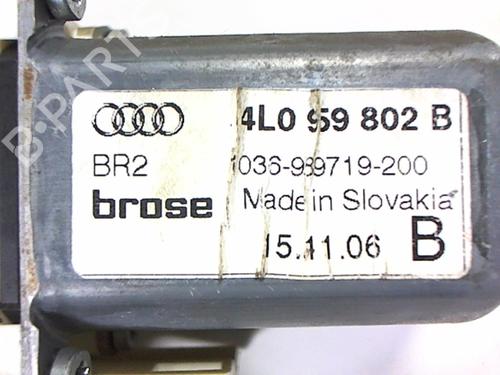 4L0 959 802 B
BR2 1036-989719-200
brose Made in Slovakia
15.11.06 B
B-PARTS